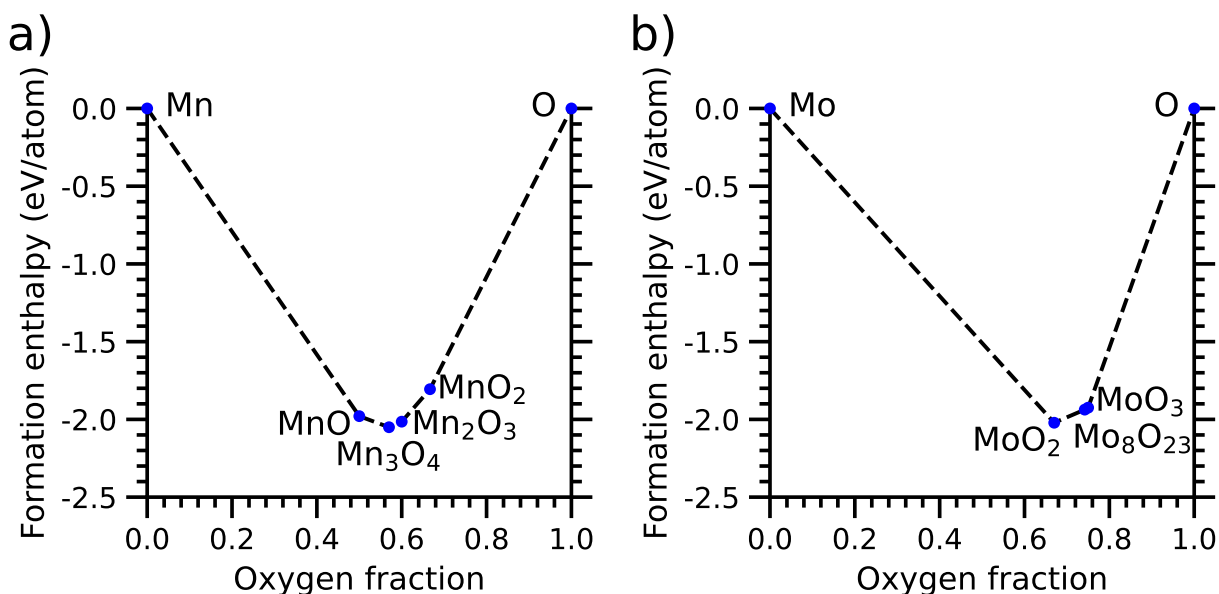 a)
Formation enthalpy (eV/atom)
0.0
-0.5
-1.0
-1.5
-2.0
-2.5
Mn
O
MnO
Mn₃O₄
Mn₂O₃
MnO₂
0.0 0.2 0.4 0.6 0.8 1.0
Oxygen fraction
b)
Formation enthalpy (eV/atom)
0.0
-0.5
-1.0
-1.5
-2.0
-2.5
Mo
O
MoO₃
MoO₂
Mo₈O₂₃
0.0 0.2 0.4 0.6 0.8 1.0
Oxygen fraction